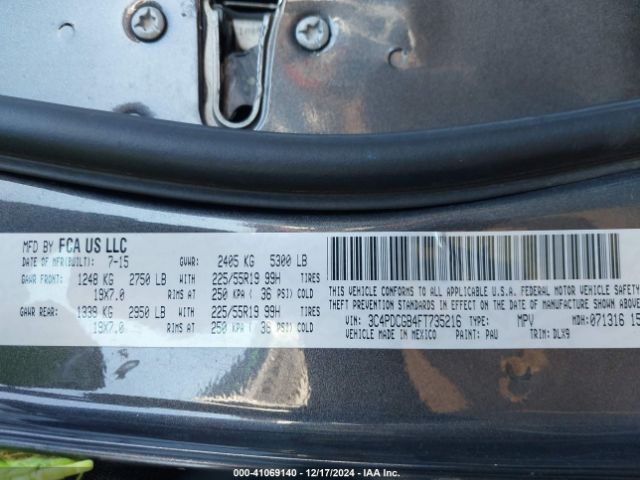 MFD BY FCA US LLC
DATE OF MFR(BUILT): 7-15 GVWR: 2405 KG 5300 LB
GAWR FRONT: 1248 KG 2750 LB WITH 225/55R19 99H TIRES
19X7.0 RIMS AT 250 KPA ( 36 PSI) COLD
GAWR REAR: 1339 KG 2950 LB WITH 225/55R19 99H TIRES
19X7.0 RIMS AT 250 KPA ( 36 PSI) COLD
THIS VEHICLE CONFORMS TO ALL APPLICABLE U.S.A. FEDERAL MOTOR VEHICLE SAFETY
THEFT PREVENTION STANDARDS IN EFFECT ON THE DATE OF MANUFACTURE SHOWN ABO
VIN: 3C4PDCGB4FT735216 TYPE: MPV MDH: 071316 15
VEHICLE MADE IN MEXICO PAINT: PAU TRIM: DLX9
000-41069140 - 12/17/2024 - IAA Inc.